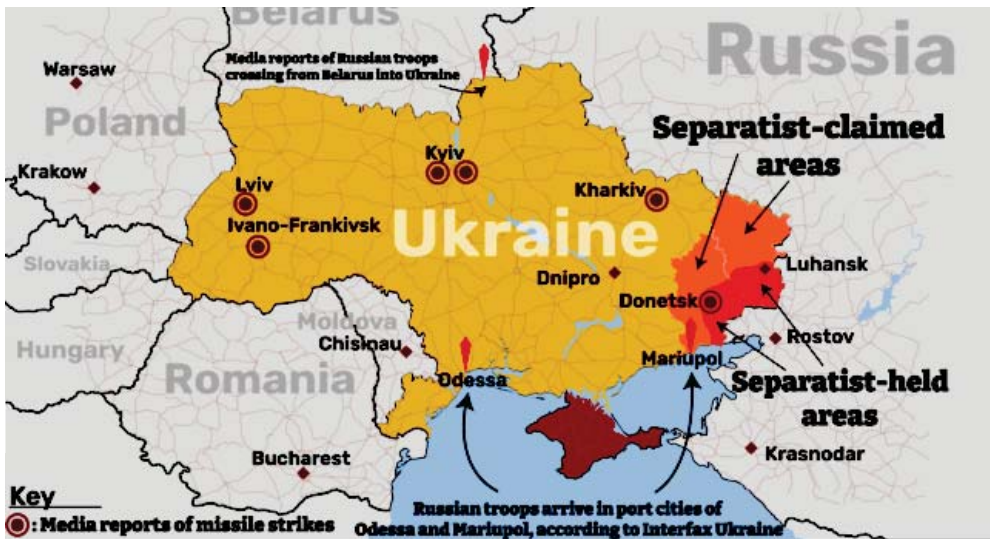 Belarus
Russia
Media reports of Russian troops
crossing from Belarus into Ukraine
Warsaw
Poland
Separatist-claimed
areas
Krakow
Kyiv
Lviv
Kharkiv
Ivano-Frankivsk
Ukraine
Slovakia
Dnipro
Luhansk
Donetsk
Moldova
Hungary
Chisinau
Rostov
Mariupol
Romania
Odessa
Separatist-held
areas
Bucharest
Krasnodar
Key
: Media reports of missile strikes
Russian troops arrive in port cities of
Odessa and Mariupol, according to Interfax Ukraine